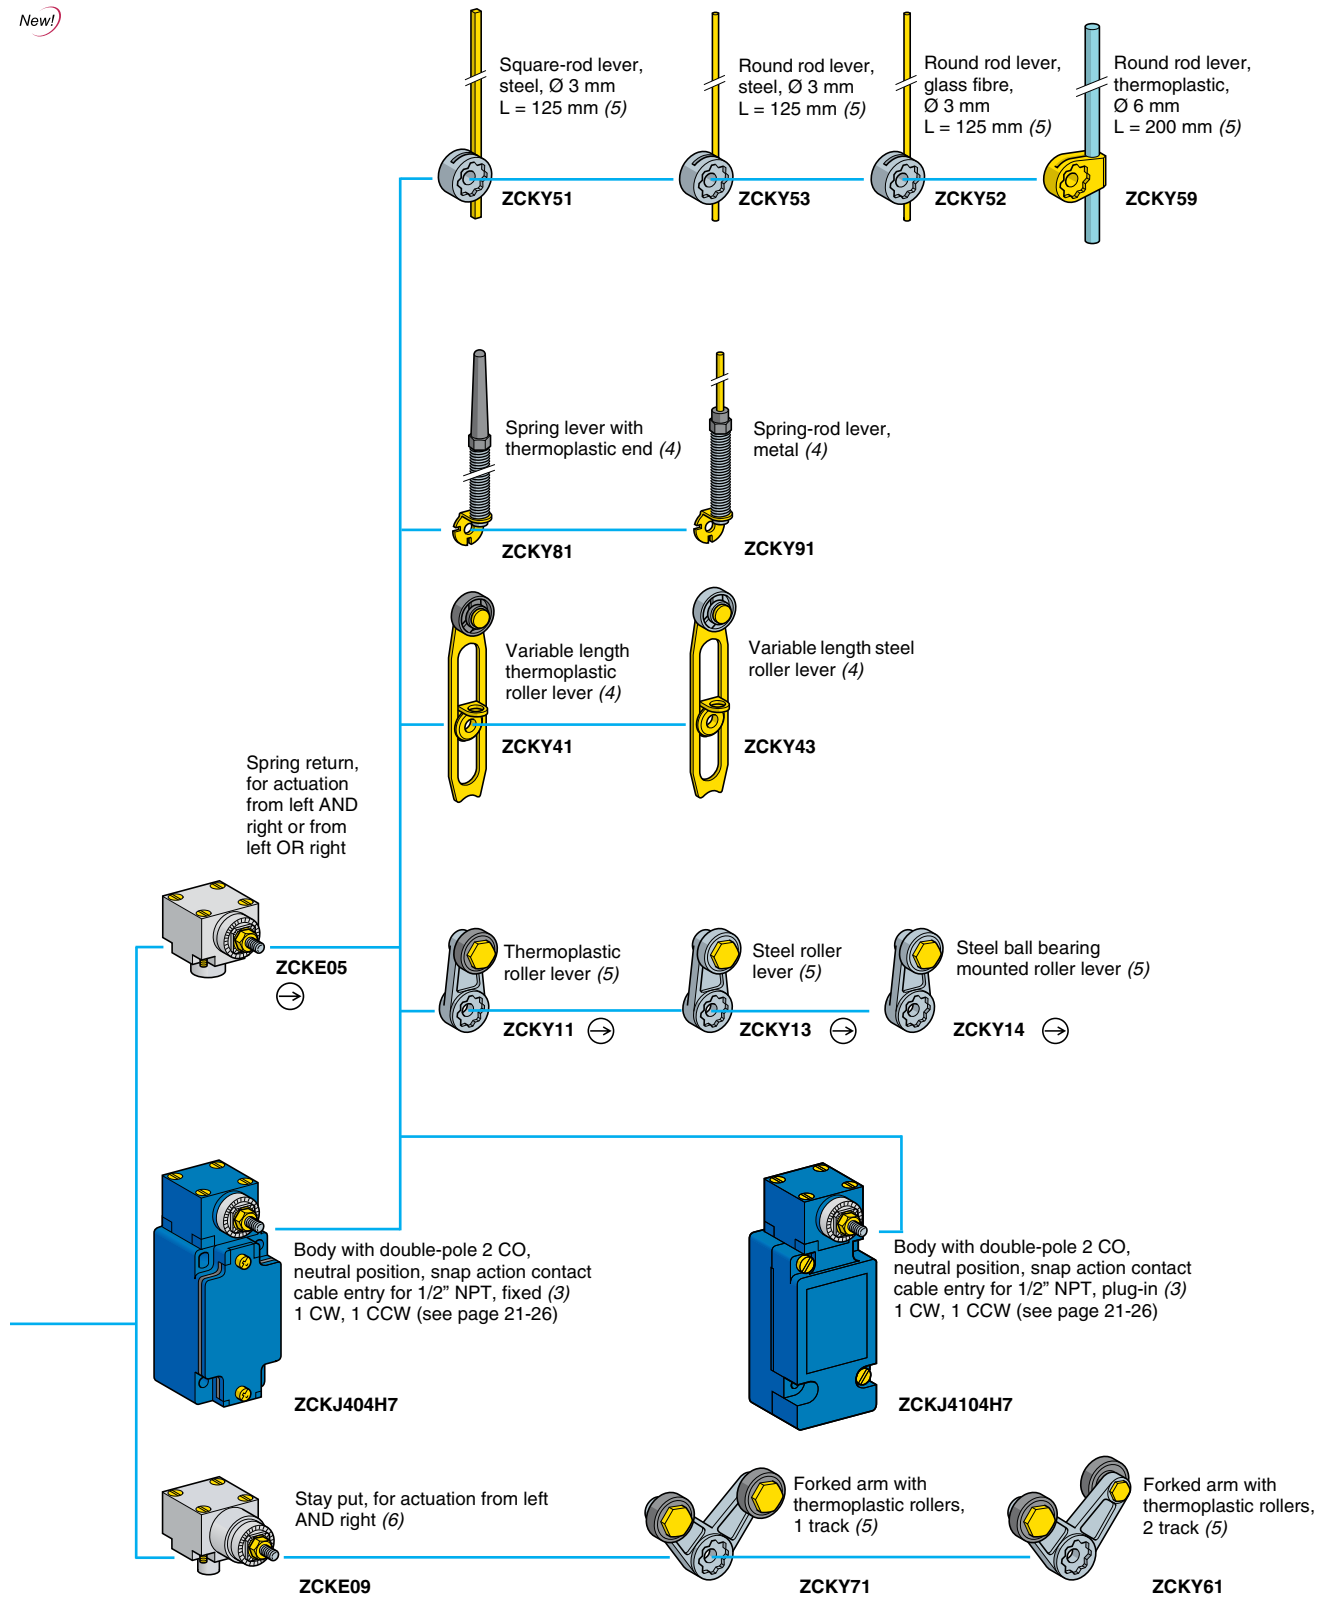 New!
Square-rod lever,
steel, Ø 3 mm
L = 125 mm (5)
ZCKY51
Round rod lever,
steel, Ø 3 mm
L = 125 mm (5)
ZCKY53
Round rod lever,
glass fibre,
Ø 3 mm
L = 125 mm (5)
ZCKY52
Round rod lever,
thermoplastic,
Ø 6 mm
L = 200 mm (5)
ZCKY59
Spring lever with
thermoplastic end (4)
ZCKY81
Spring-rod lever,
metal (4)
ZCKY91
Variable length
thermoplastic
roller lever (4)
ZCKY41
Variable length steel
roller lever (4)
ZCKY43
Spring return,
for actuation
from left AND
right or from
left OR right
ZCKE05
Thermoplastic
roller lever (5)
ZCKY11
Steel roller
lever (5)
ZCKY13
Steel ball bearing
mounted roller lever (5)
ZCKY14
Body with double-pole 2 CO,
neutral position, snap action contact
cable entry for 1/2” NPT, fixed (3)
1 CW, 1 CCW (see page 21-26)
ZCKJ404H7
Body with double-pole 2 CO,
neutral position, snap action contact
cable entry for 1/2” NPT, plug-in (3)
1 CW, 1 CCW (see page 21-26)
ZCKJ4104H7
Stay put, for actuation from left
AND right (6)
ZCKE09
Forked arm with
thermoplastic rollers,
1 track (5)
ZCKY71
Forked arm with
thermoplastic rollers,
2 track (5)
ZCKY61